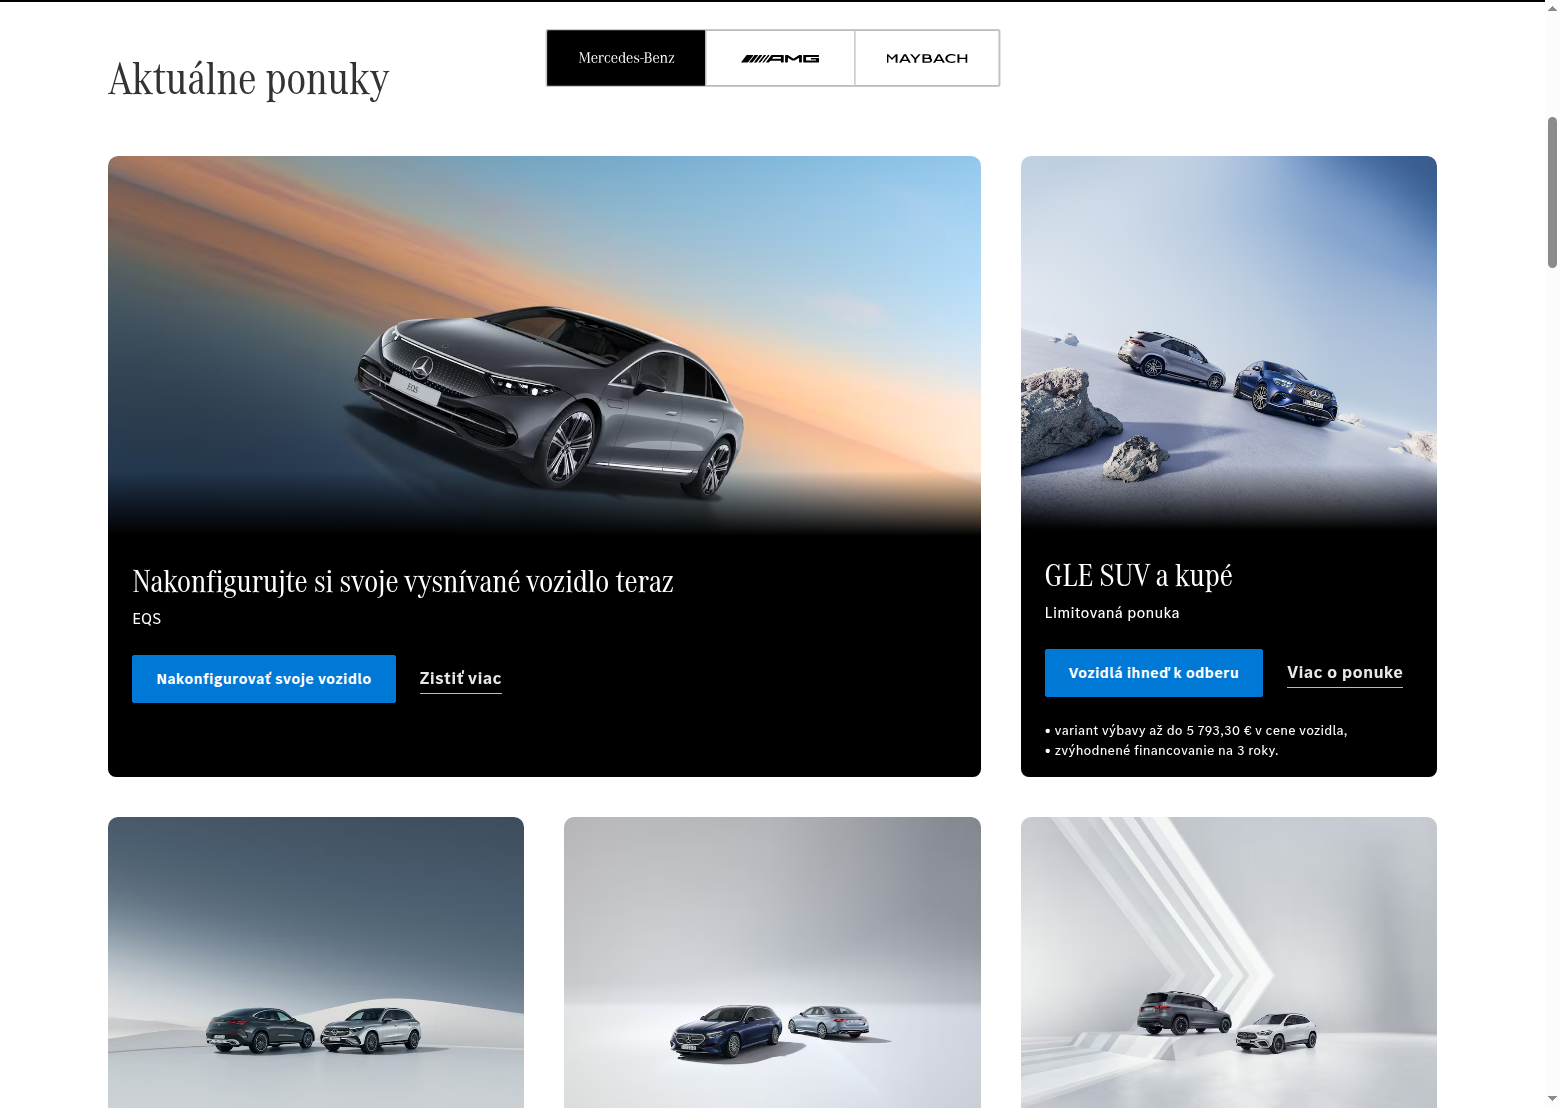 Aktuálne ponuky
Mercedes-Benz
AMG
MAYBACH
EQS
Nakonfigurujte si svoje vysnívané vozidlo teraz
EQS
Nakonfigurovať svoje vozidlo
Zistiť viac
GLE SUV a kupé
Limitovaná ponuka
Vozidlá ihneď k odberu
Viac o ponuke
• variant výbavy až do 5 793,30 € v cene vozidla,
• zvýhodnené financovanie na 3 roky.